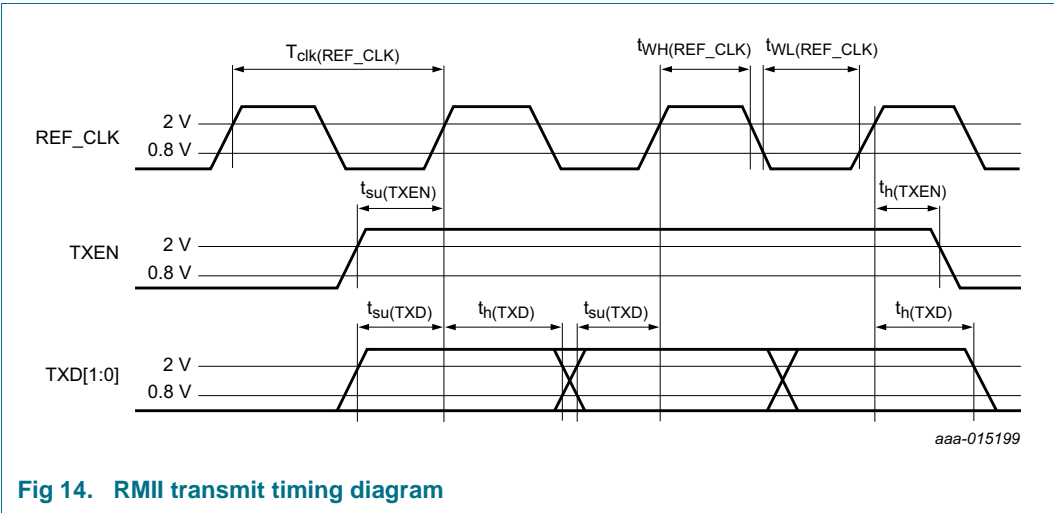 Tclk(REF_CLK)
tWH(REF_CLK) tWL(REF_CLK)
REF_CLK
2 V
0.8 V
tsu(TXEN)
th(TXEN)
TXEN
2 V
0.8 V
tsu(TXD) th(TXD) tsu(TXD) th(TXD)
TXD[1:0]
2 V
0.8 V
aaa-015199
Fig 14. RMII transmit timing diagram